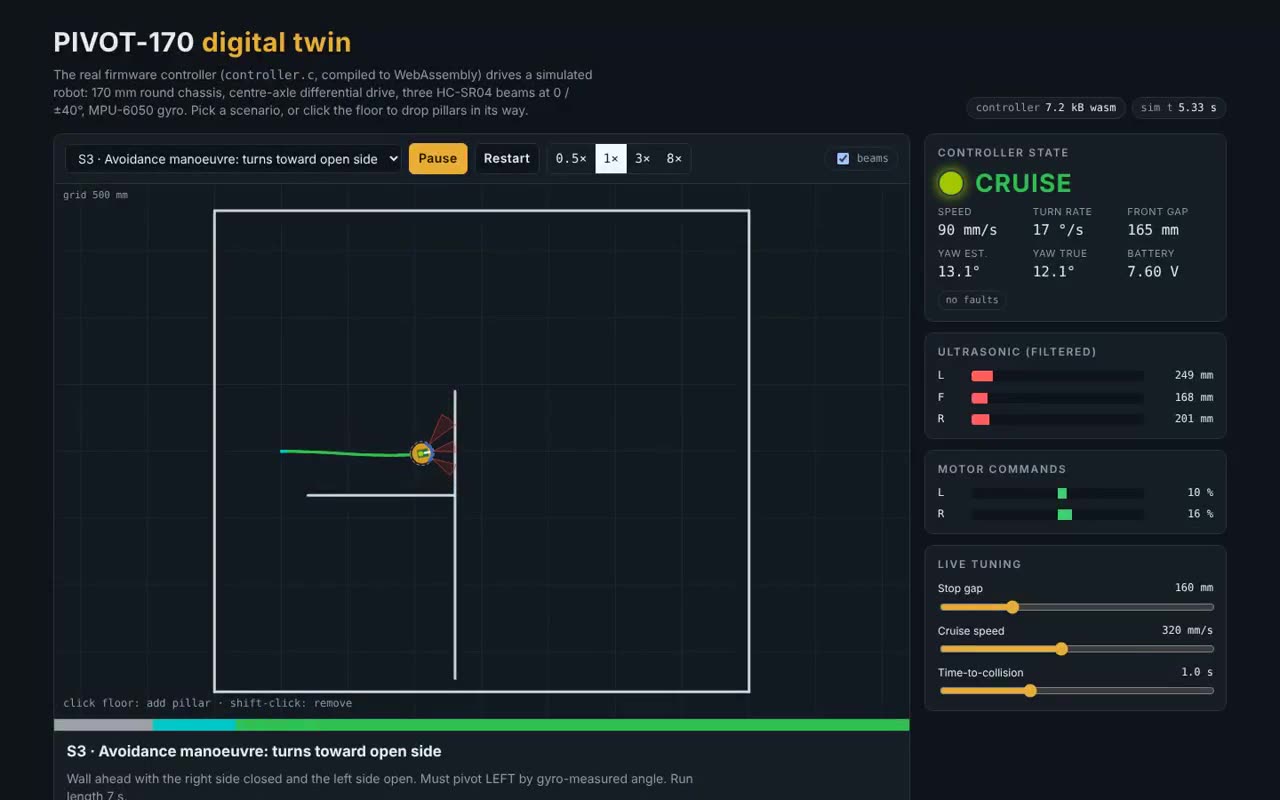 PIVOT-170 digital twin
The real firmware controller (controller.c, compiled to WebAssembly) drives a simulated
robot: 170 mm round chassis, centre-axle differential drive, three HC-SR04 beams at 0 /
±40°, MPU-6050 gyro. Pick a scenario, or click the floor to drop pillars in its way.
controller 7.2 kB wasm sim t 5.33 s
S3 · Avoidance manoeuvre: turns toward open side Pause Restart 0.5× 1× 3× 8× beams
grid 500 mm
click floor: add pillar · shift-click: remove
S3 · Avoidance manoeuvre: turns toward open side
Wall ahead with the right side closed and the left side open. Must pivot LEFT by gyro-measured angle. Run
length 7 s.
CONTROLLER STATE
CRUISE
SPEED TURN RATE FRONT GAP
90 mm/s 17 °/s 165 mm
YAW EST. YAW TRUE BATTERY
13.1° 12.1° 7.60 V
no faults
ULTRASONIC (FILTERED)
L 249 mm
F 168 mm
R 201 mm
MOTOR COMMANDS
L 10 %
R 16 %
LIVE TUNING
Stop gap 160 mm
Cruise speed 320 mm/s
Time-to-collision 1.0 s